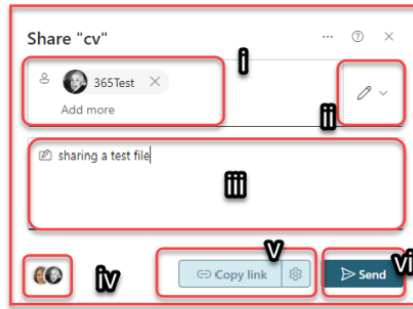 Share "cv"
i
365Test
Add more
ii
sharing a test file
iii
iv
v
Copy link
vi
Send